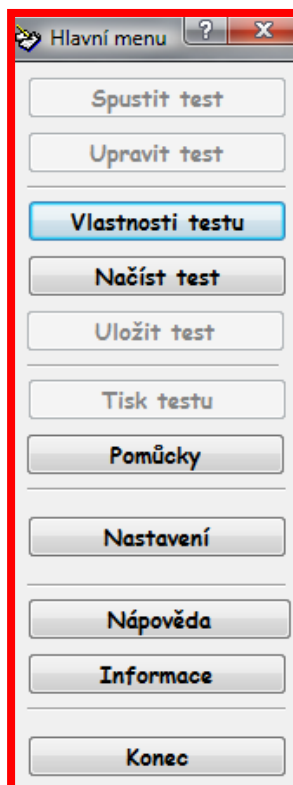 Hlavní menu
Spustit test
Upravit test
Vlastnosti testu
Načíst test
Uložit test
Tisk testu
Pomůcky
Nastavení
Nápověda
Informace
Konec